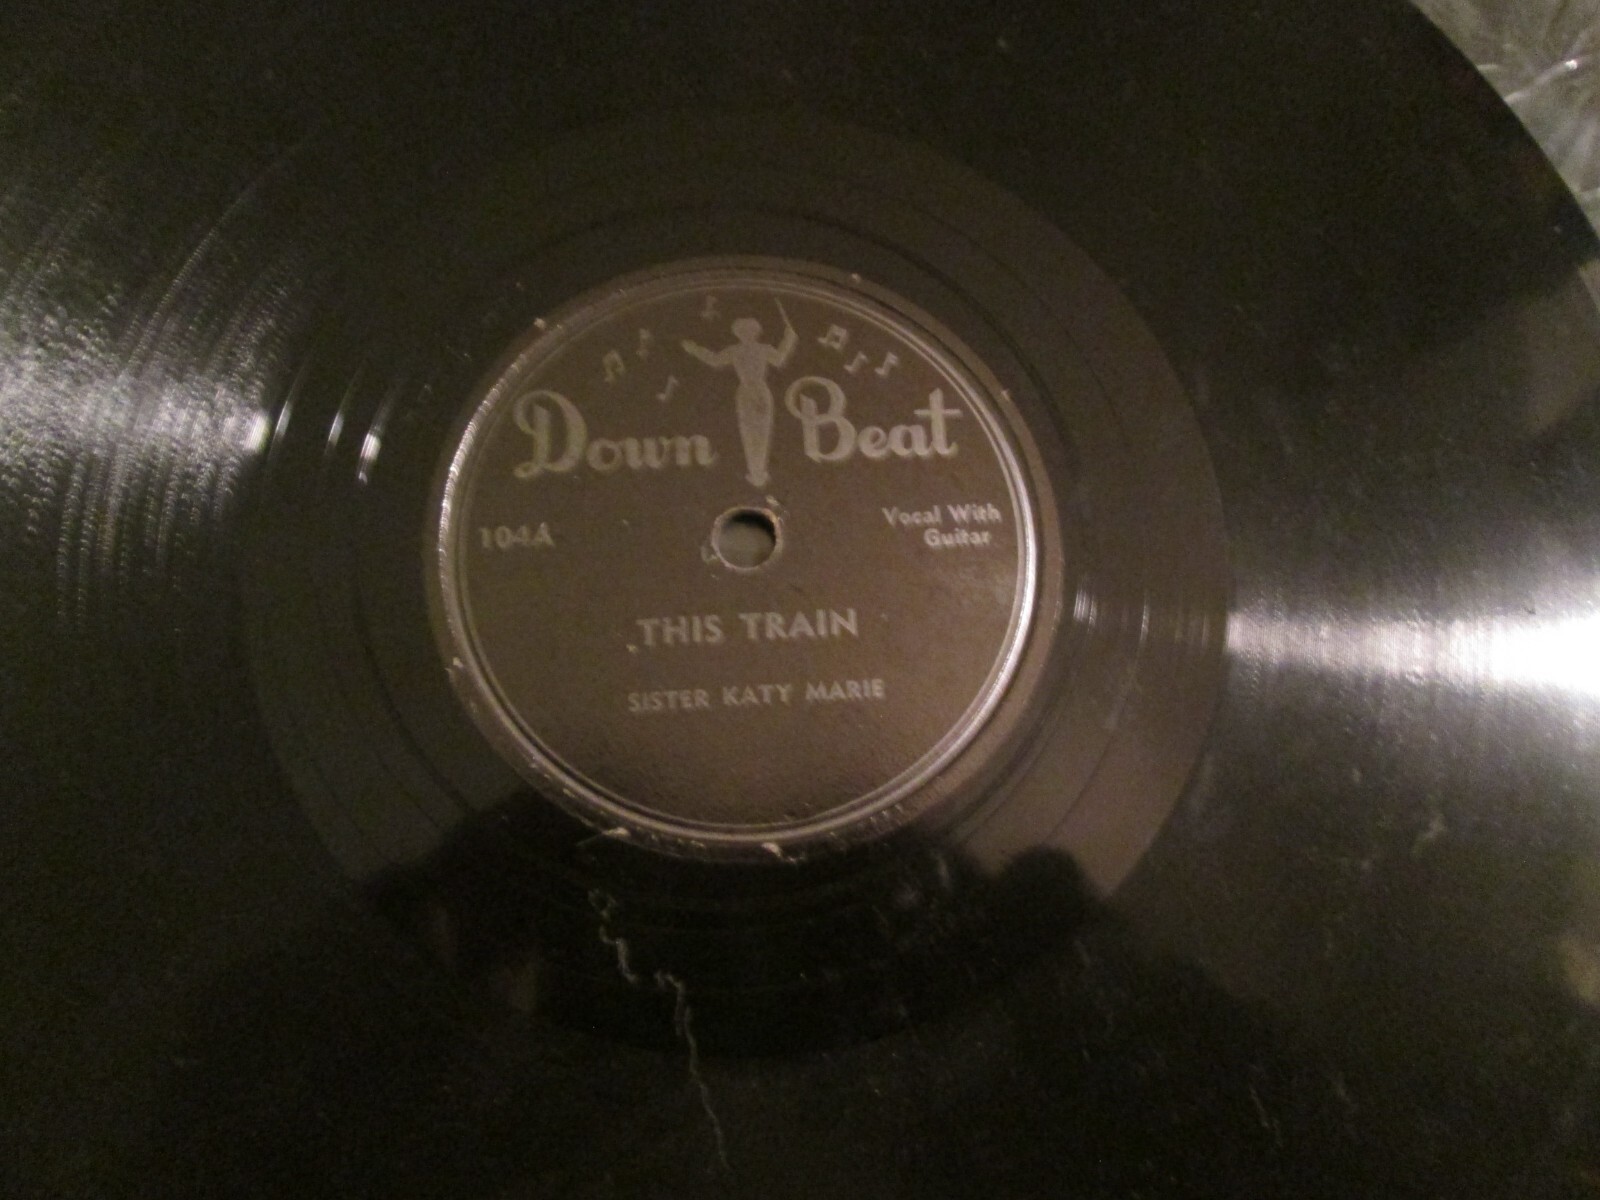 Down Beat
104A
Vocal With
Guitar
THIS TRAIN
SISTER KATY MARIE